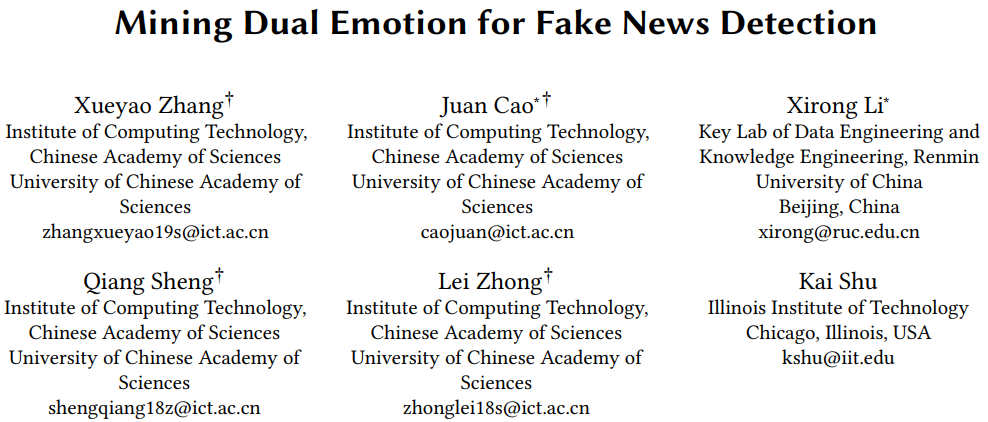 Mining Dual Emotion for Fake News Detection
Xueyao Zhang†
Institute of Computing Technology,
Chinese Academy of Sciences
University of Chinese Academy of
Sciences
zhangxueyao19s@ict.ac.cn
Juan Cao*†
Institute of Computing Technology,
Chinese Academy of Sciences
University of Chinese Academy of
Sciences
caojuan@ict.ac.cn
Xirong Li*
Key Lab of Data Engineering and
Knowledge Engineering, Renmin
University of China
Beijing, China
xirong@ruc.edu.cn
Qiang Sheng†
Institute of Computing Technology,
Chinese Academy of Sciences
University of Chinese Academy of
Sciences
shengqiang18z@ict.ac.cn
Lei Zhong†
Institute of Computing Technology,
Chinese Academy of Sciences
University of Chinese Academy of
Sciences
zhonglei18s@ict.ac.cn
Kai Shu
Illinois Institute of Technology
Chicago, Illinois, USA
kshu@iit.edu